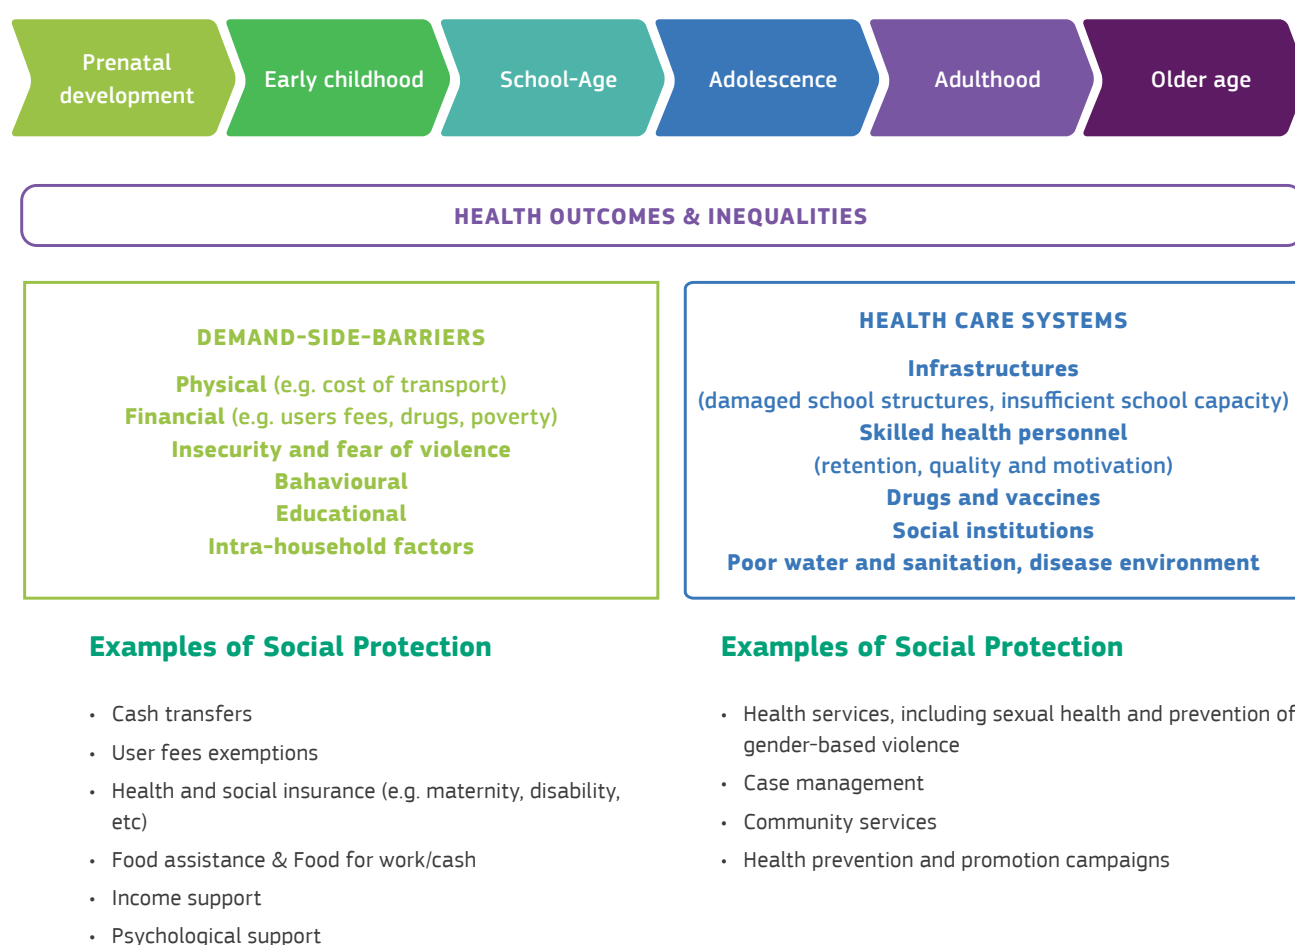 Prenatal
development
Early childhood
School-Age
Adolescence
Adulthood
Older age
HEALTH OUTCOMES & INEQUALITIES
DEMAND-SIDE-BARRIERS
Physical (e.g. cost of transport)
Financial (e.g. users fees, drugs, poverty)
Insecurity and fear of violence
Bahavioural
Educational
Intra-household factors
HEALTH CARE SYSTEMS
Infrastructures
(damaged school structures, insufficient school capacity)
Skilled health personnel
(retention, quality and motivation)
Drugs and vaccines
Social institutions
Poor water and sanitation, disease environment
Examples of Social Protection
• Cash transfers
• User fees exemptions
• Health and social insurance (e.g. maternity, disability,
etc)
• Food assistance & Food for work/cash
• Income support
• Psychological support
Examples of Social Protection
• Health services, including sexual health and prevention of
gender-based violence
• Case management
• Community services
• Health prevention and promotion campaigns